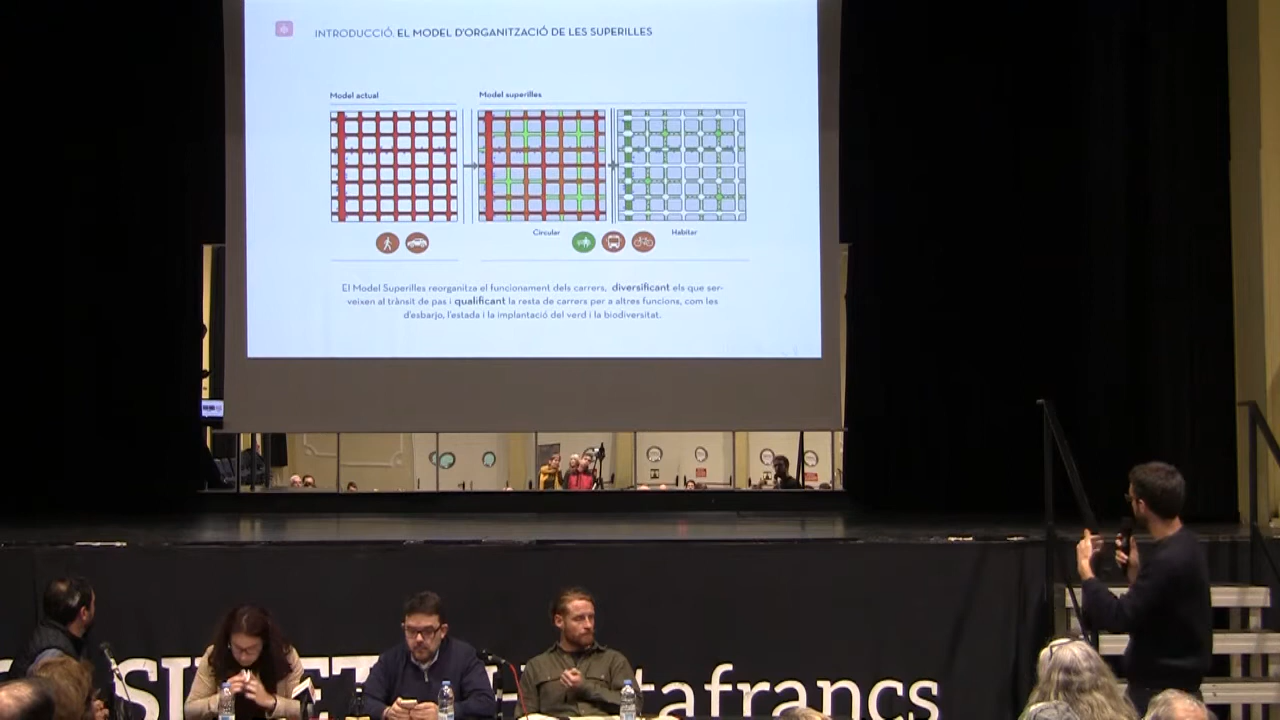 INTRODUCCIÓ. EL MODEL D'ORGANITZACIÓ DE LES SUPERILLES
Model actual
Model superilles
Circular
Habitar
El Model Superilles reorganitza el funcionament dels carrers, diversificant els que ser-
veixen al trànsit de pas i qualificant la resta de carrers per a altres funcions, com les
d'esbarjo, l'estada i la implantació del verd i la biodiversitat.
tafrancs